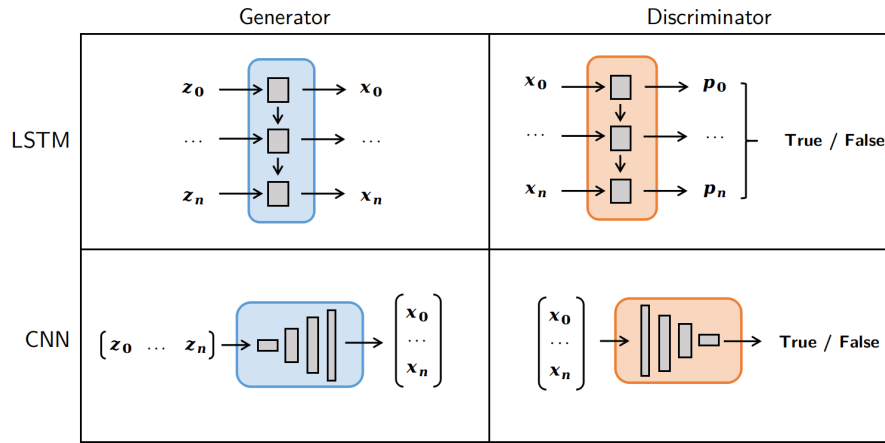 Generator
Discriminator
LSTM
z0 x0
... ...
zn xn
x0 p0
... ... True / False
xn pn
CNN
(z0 ... zn)
(x0
...
xn)
(x0
...
xn)
True / False